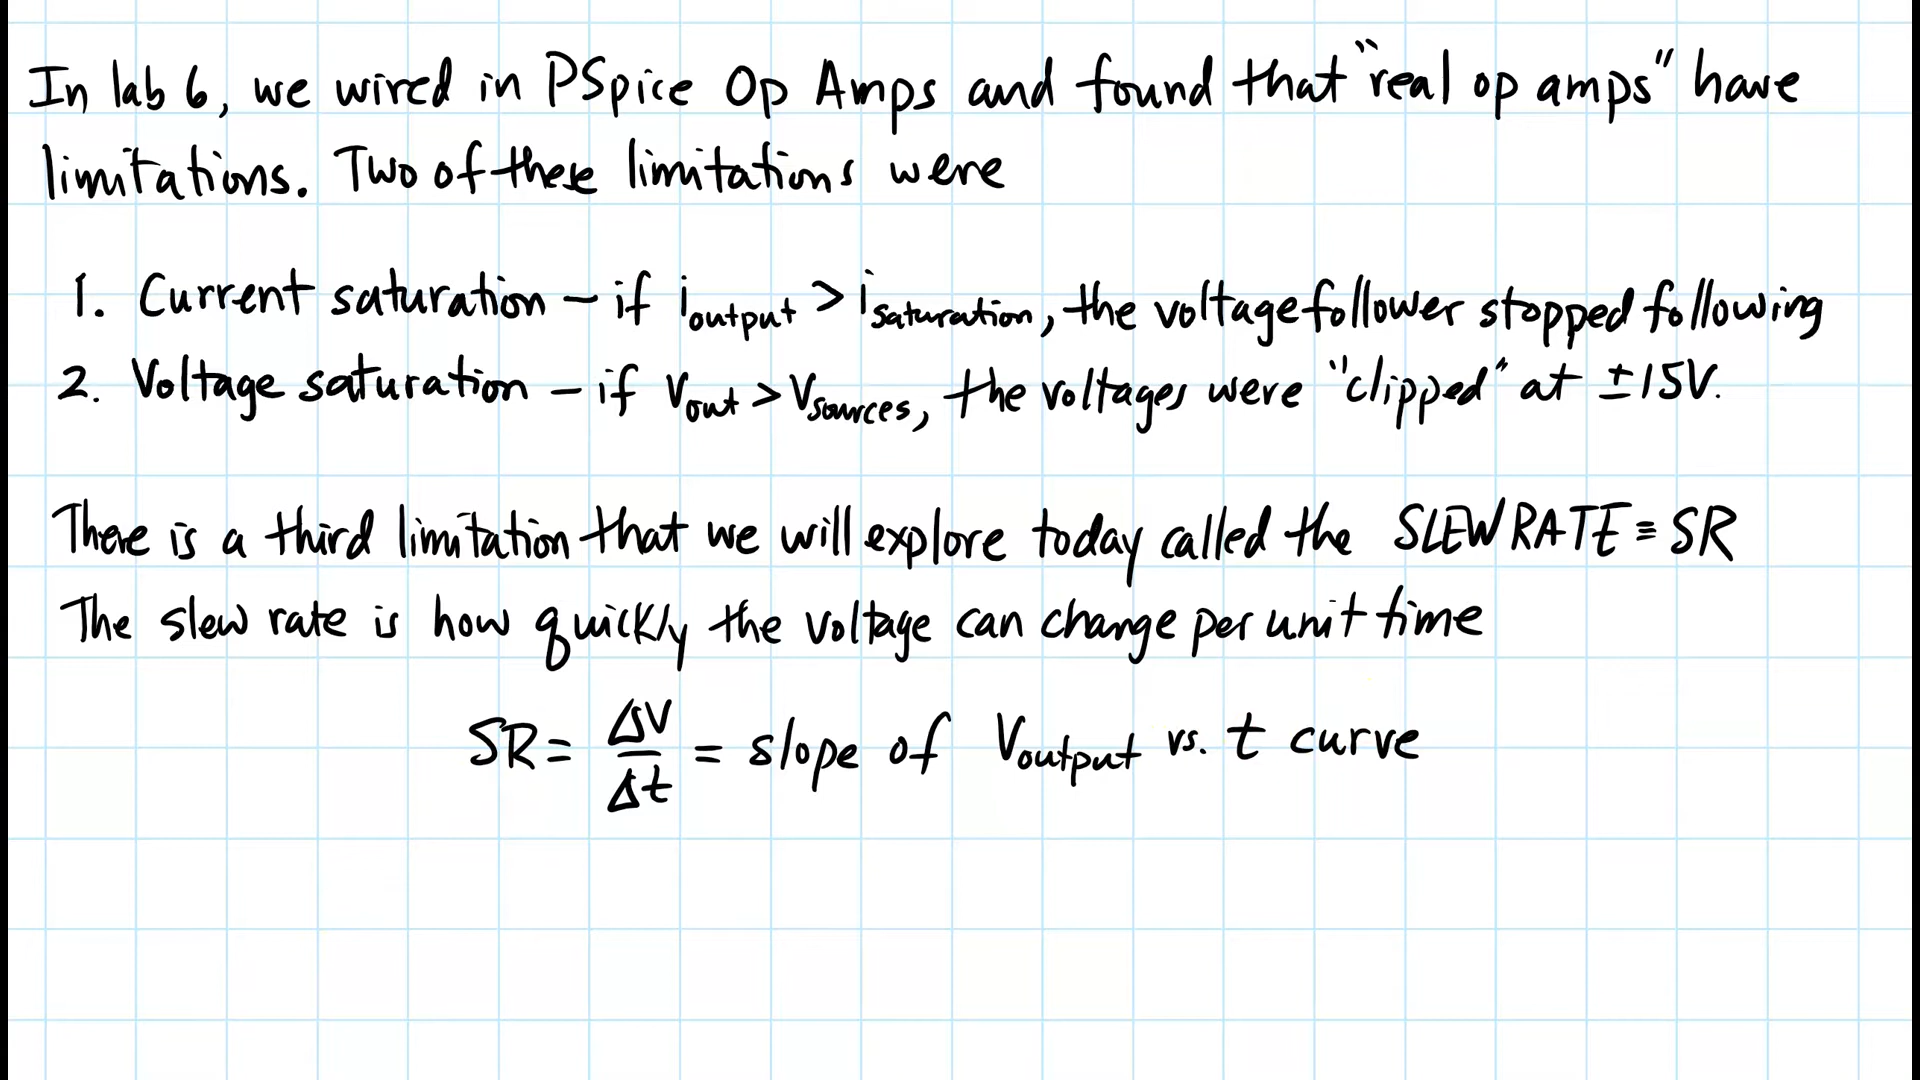 In lab 6, we wired in PSpice Op Amps and found that "real op amps" have
limitations. Two of these limitations were
1. Current saturation – if i_output > i_saturation, the voltage follower stopped following
2. Voltage saturation – if V_out > V_sources, the voltages were "clipped" at ±15V.
There is a third limitation that we will explore today called the SLEW RATE ≡ SR
The slew rate is how quickly the voltage can change per unit time
SR = ΔV/Δt = slope of V_output vs. t curve